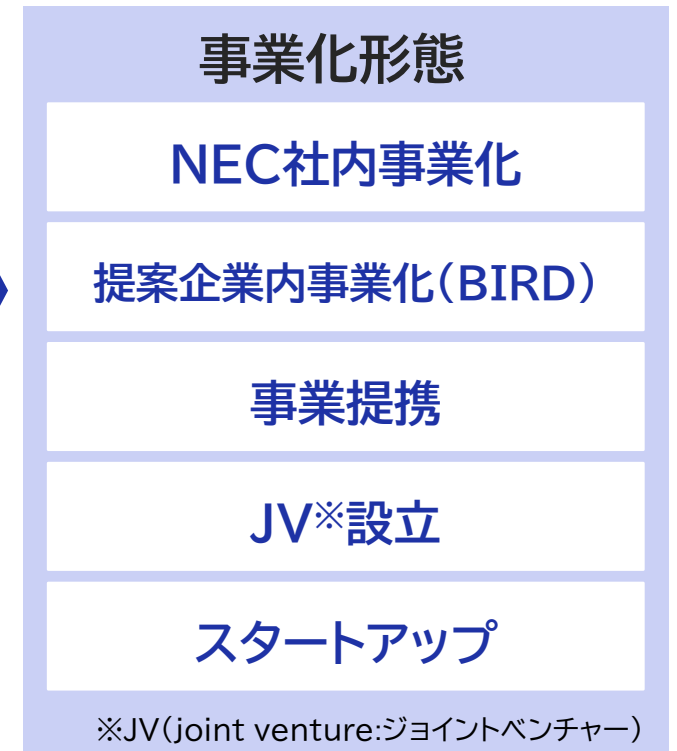 事業化形態
NEC社内事業化
提案企業内事業化（BIRD）
事業提携
JV※設立
スタートアップ
※JV（joint venture:ジョイントベンチャー）